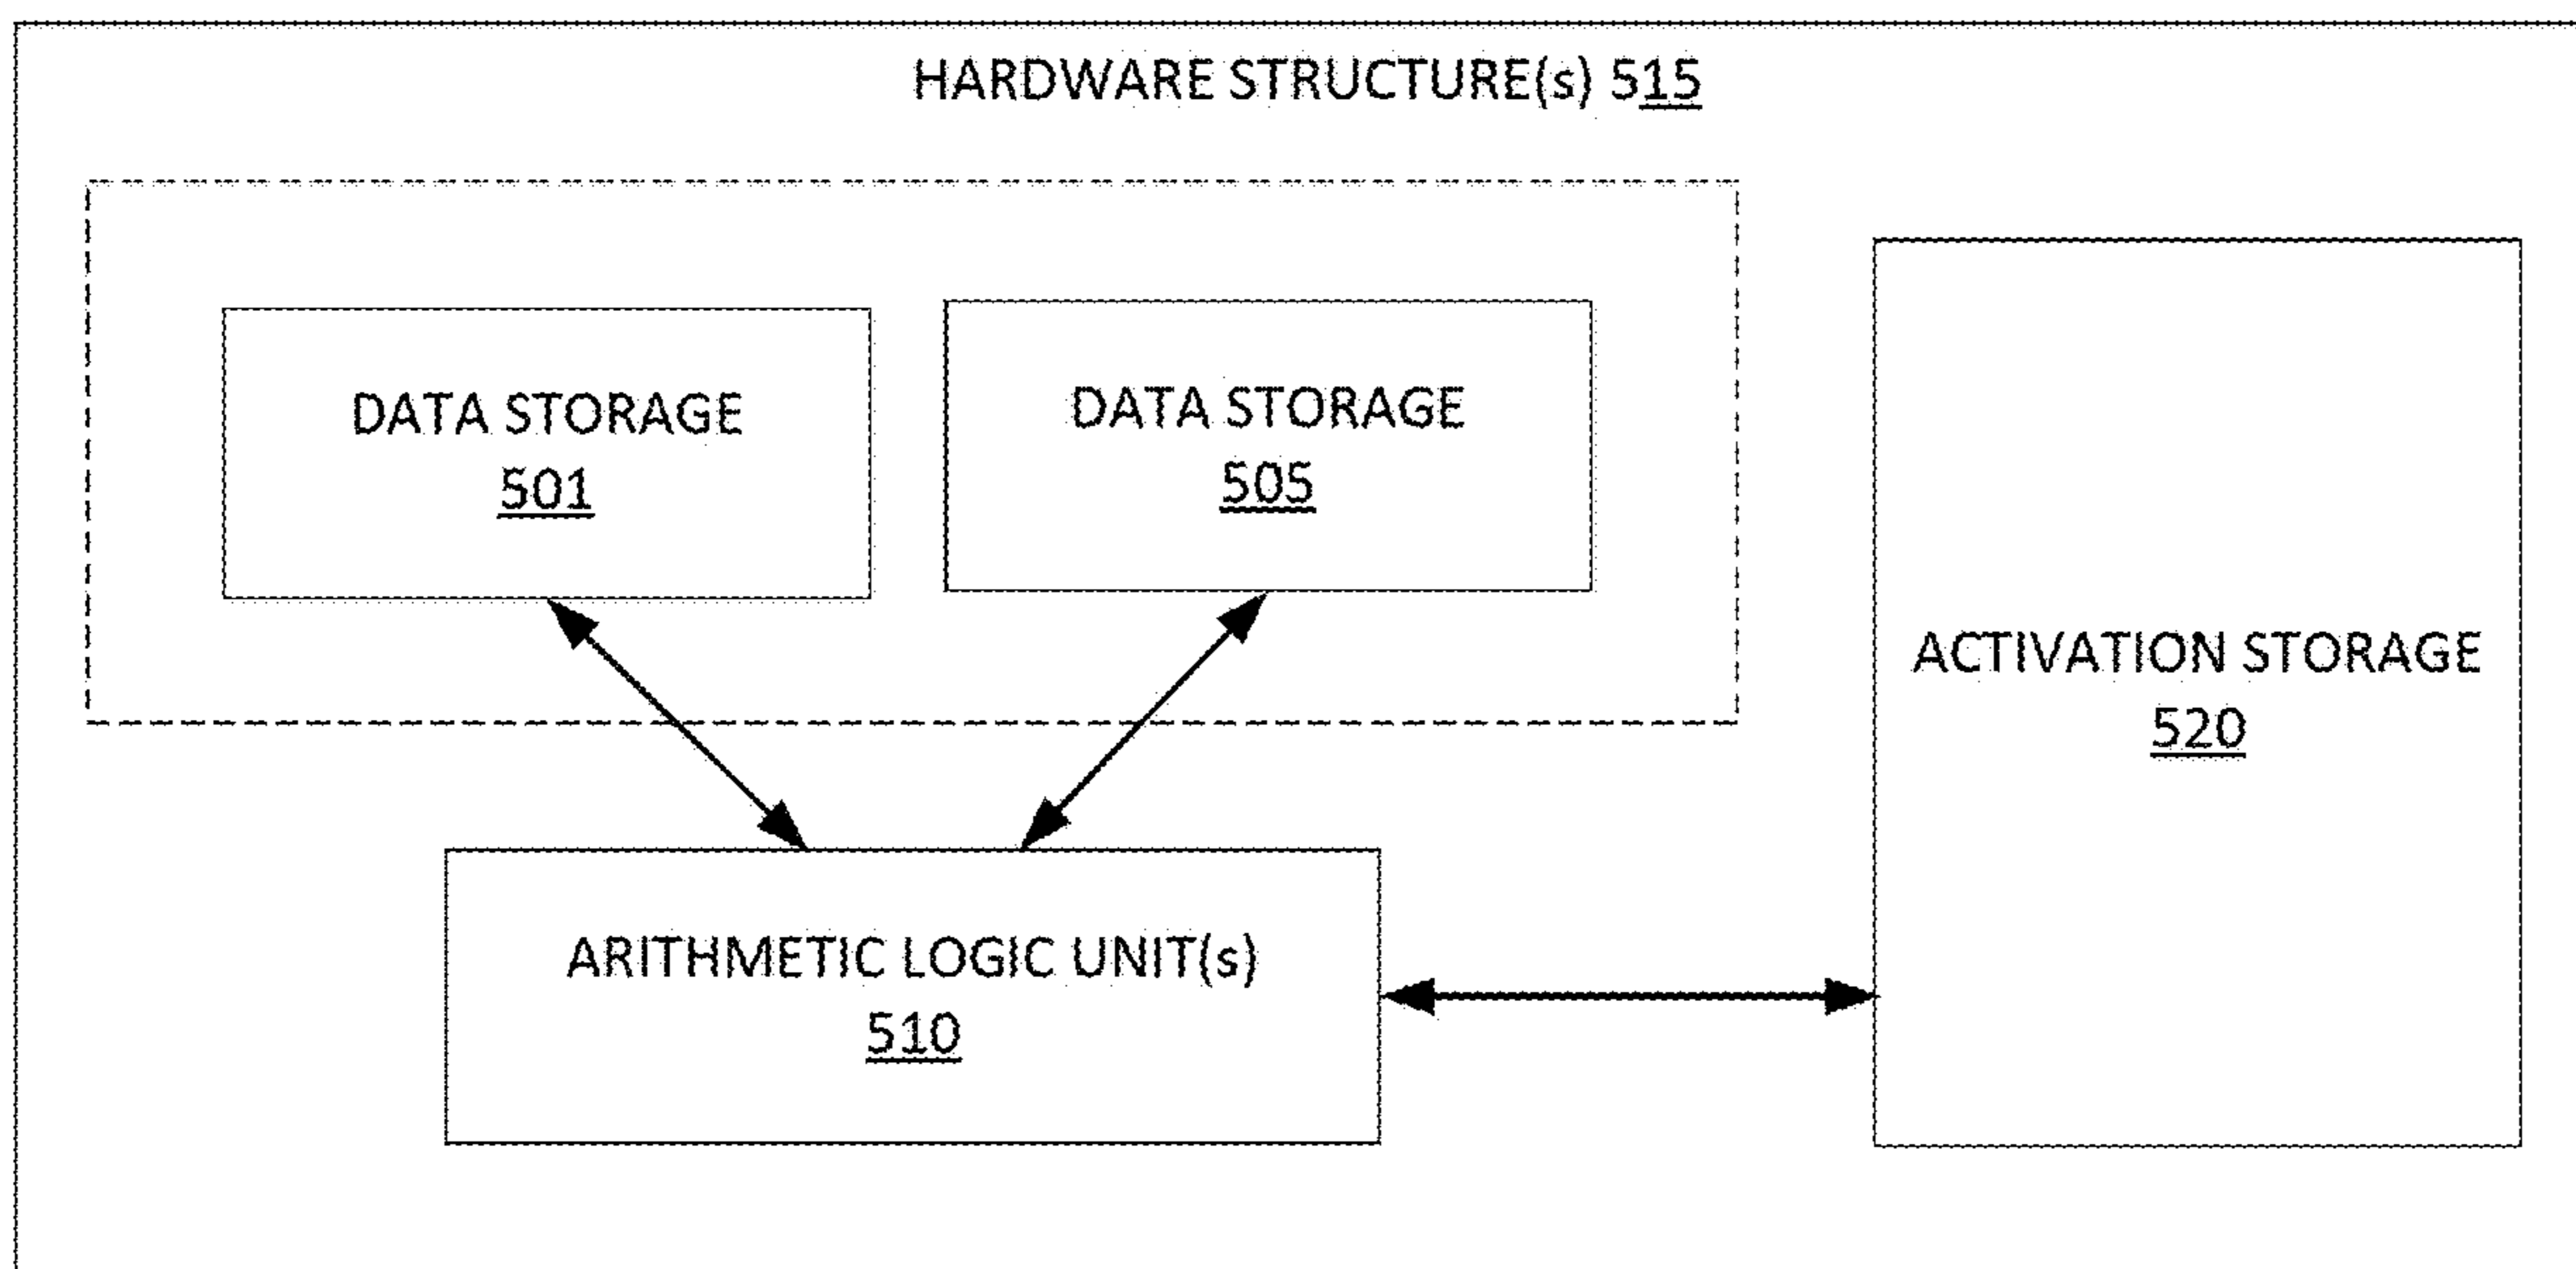 HARDWARE STRUCTURE(s) 515
DATA STORAGE
501
DATA STORAGE
505
ACTIVATION STORAGE
520
ARITHMETIC LOGIC UNIT(s)
510